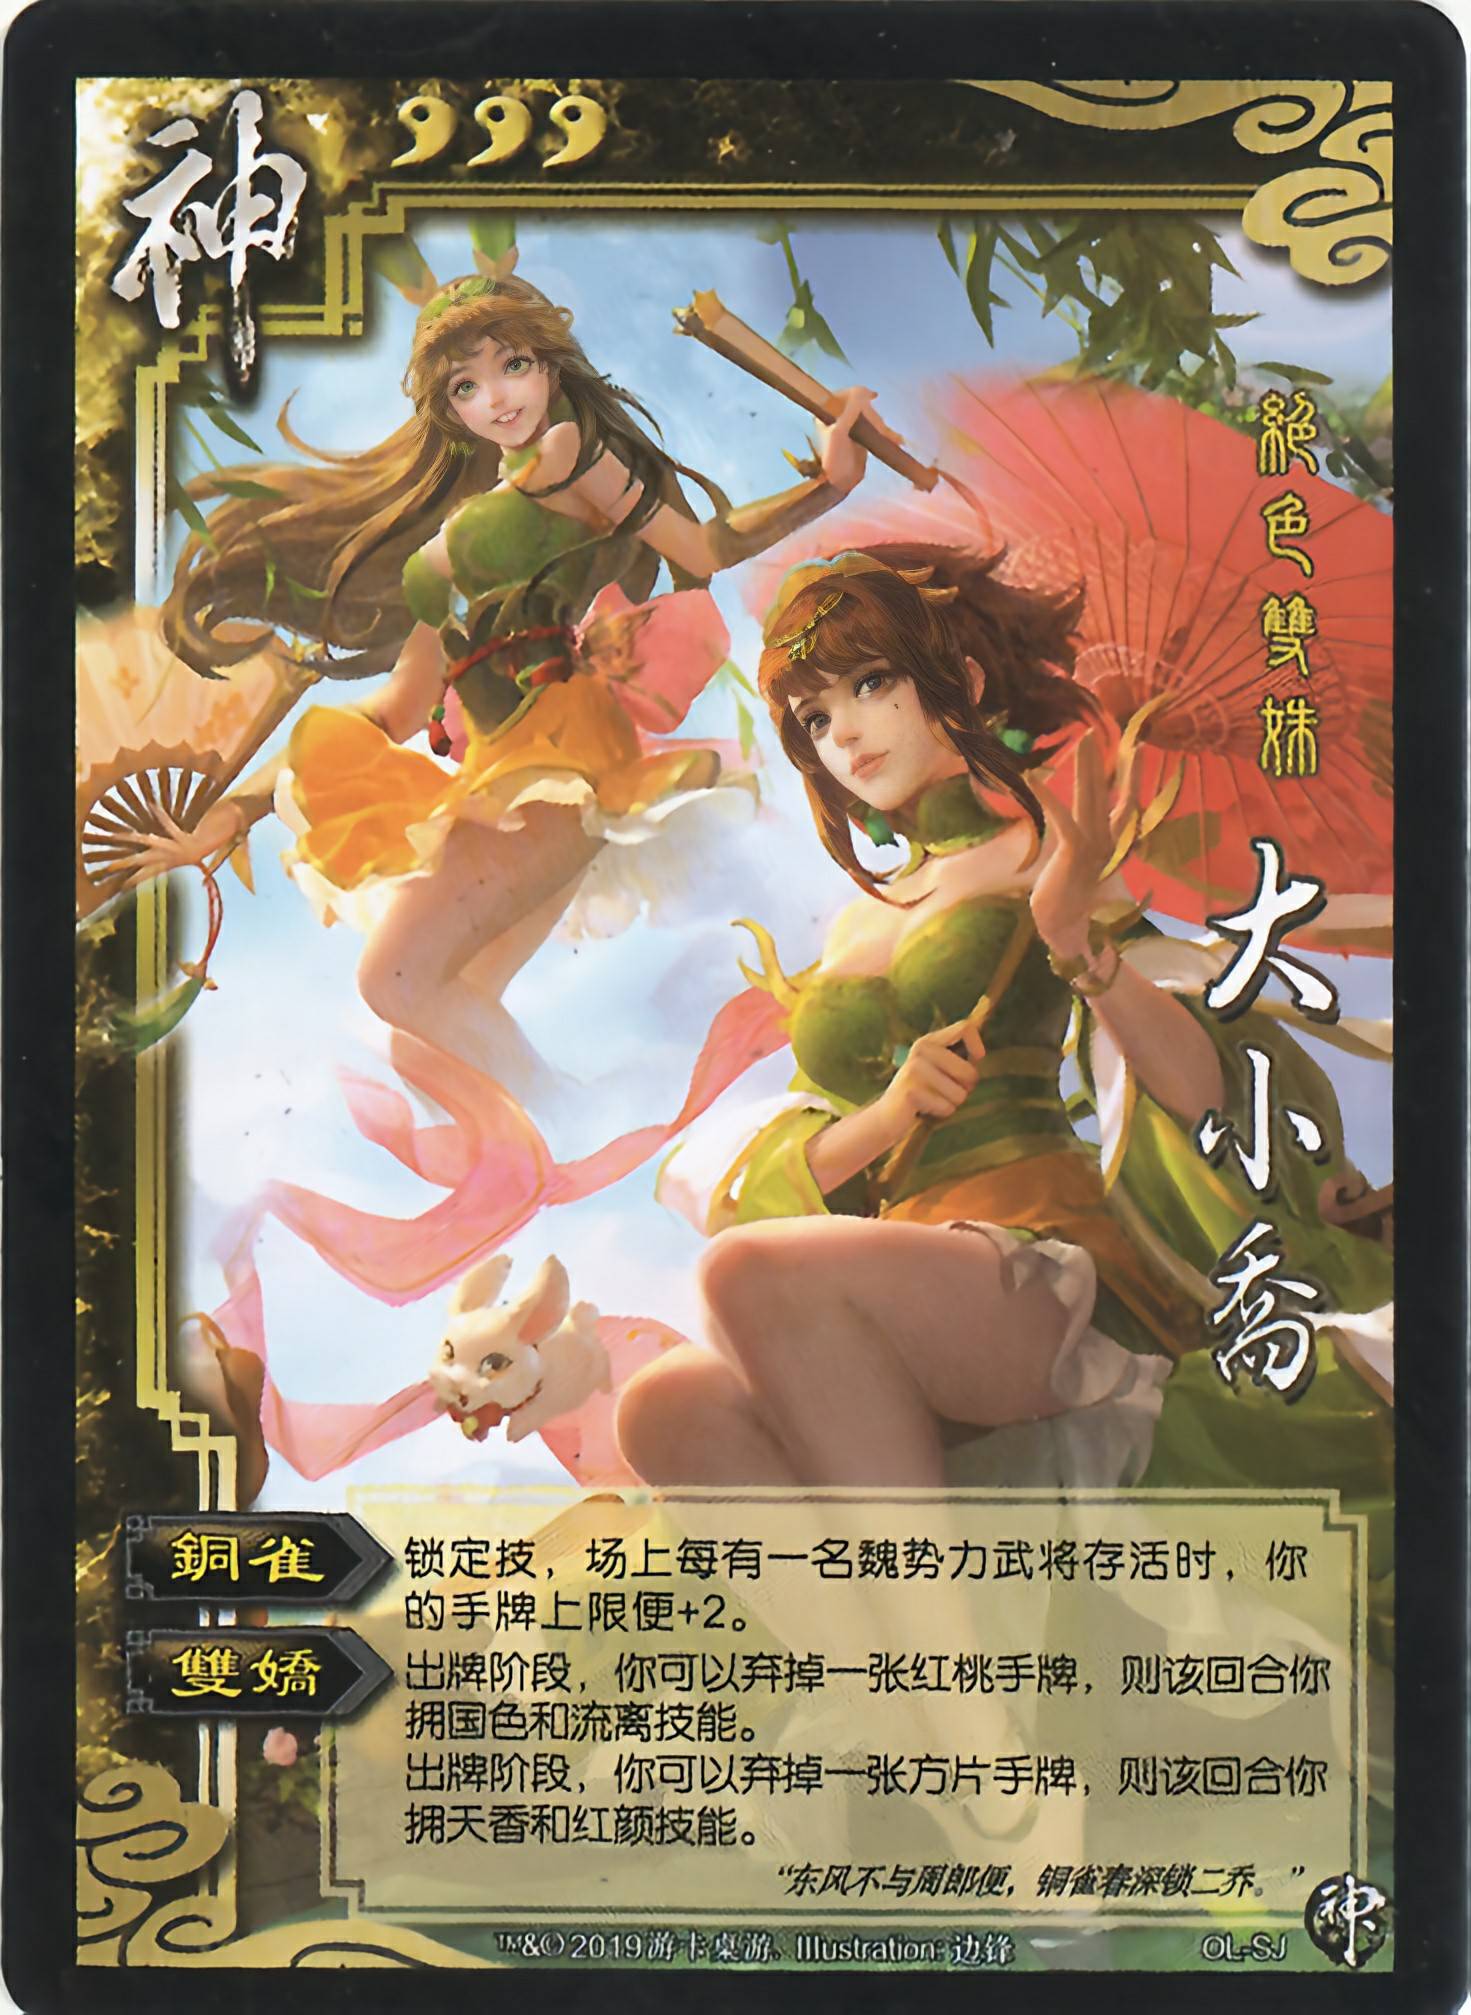 神
絕色雙姝
大小喬
銅雀
锁定技，场上每有一名魏势力武将存活时，你
的手牌上限便+2。
雙嬌
出牌阶段，你可以弃掉一张红桃手牌，则该回合你
拥国色和流离技能。
出牌阶段，你可以弃掉一张方片手牌，则该回合你
拥天香和红颜技能。
“东风不与周郎便，铜雀春深锁二乔。”
™&©2019游卡桌游. Illustration: 边锋
OL-SJ
神